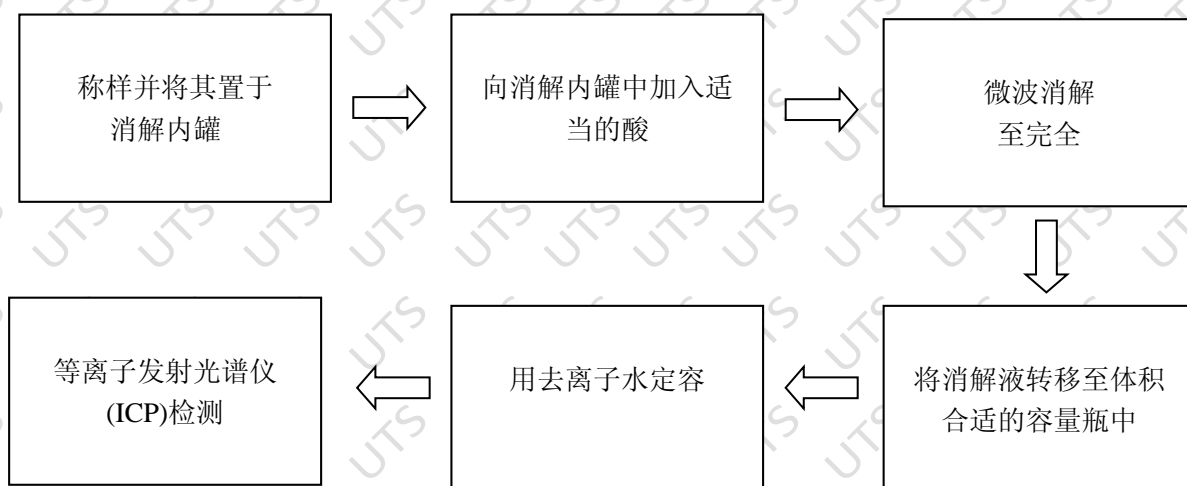 称样并将其置于
消解内罐
向消解内罐中加入适
当的酸
微波消解
至完全
将消解液转移至体积
合适的容量瓶中
用去离子水定容
等离子发射光谱仪
(ICP)检测
UTS